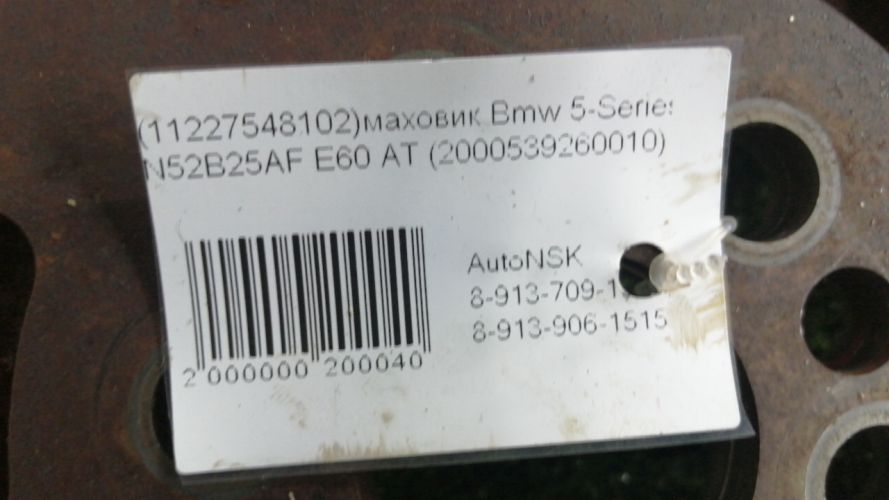 (11227548102)маховик Bmw 5-Series
N52B25AF E60 AT (2000539260010)
AutoNSK
8-913-906-1515
2 000000 200040